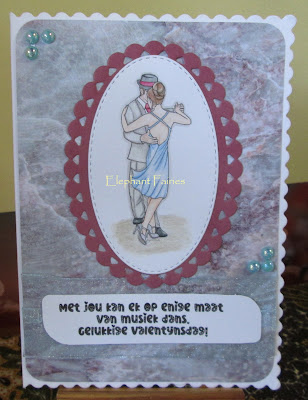 Elephant Fairies
Met jou kan ek op enige maat
van musiek dans,
Gelukkige Valentynsdag!